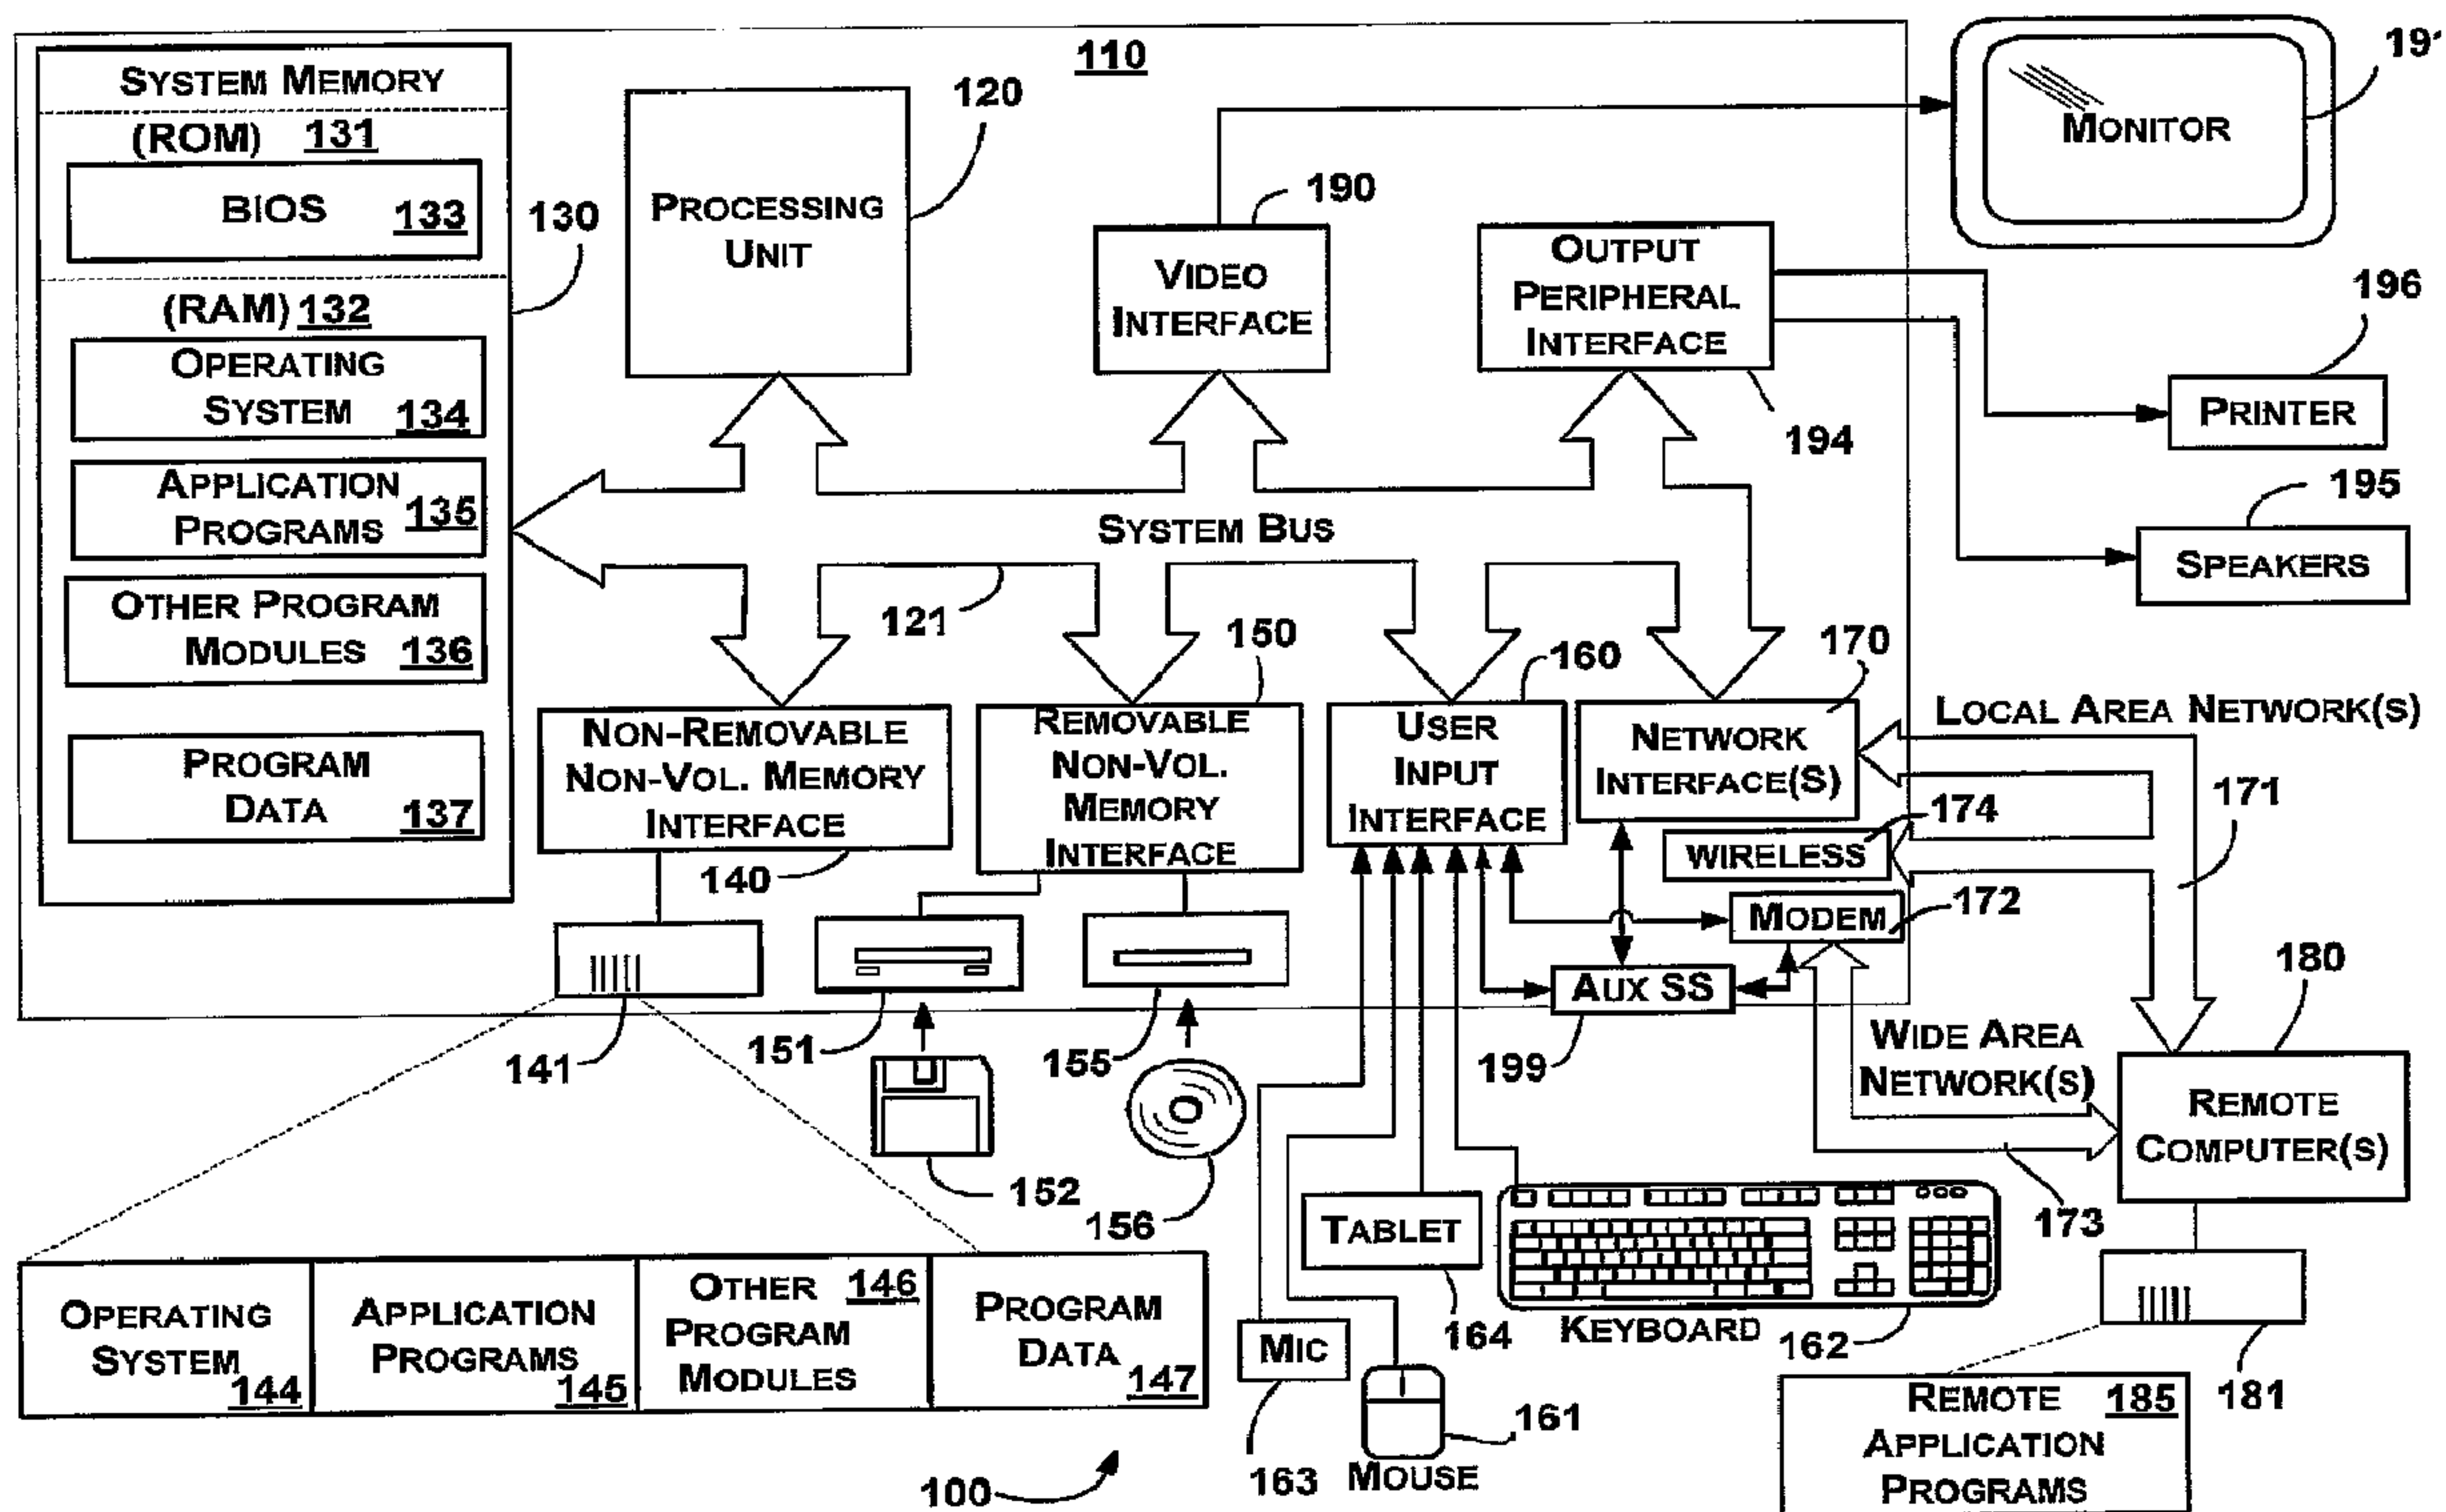 110
SYSTEM MEMORY
(ROM) 131
BIOS 133
130
(RAM) 132
OPERATING
SYSTEM 134
APPLICATION
PROGRAMS 135
OTHER PROGRAM
MODULES 136
PROGRAM
DATA 137
PROCESSING
UNIT
120
VIDEO
INTERFACE
190
OUTPUT
PERIPHERAL
INTERFACE
194
MONITOR
19
196
PRINTER
195
SPEAKERS
SYSTEM BUS
121
NON-REMOVABLE
NON-VOL. MEMORY
INTERFACE
140
REMOVABLE
NON-VOL.
MEMORY
INTERFACE
150
USER
INPUT
INTERFACE
160
NETWORK
INTERFACE(S)
170
LOCAL AREA NETWORK(S)
171
174
WIRELESS
MODEM 172
AUX SS
199
141
151
152
155
156
WIDE AREA
NETWORK(S)
173
180
REMOTE
COMPUTER(S)
181
REMOTE 185
APPLICATION
PROGRAMS
OPERATING
SYSTEM 144
APPLICATION
PROGRAMS 145
OTHER 146
PROGRAM
MODULES
PROGRAM
DATA 147
TABLET
164
KEYBOARD 162
MIC
163
MOUSE
161
100